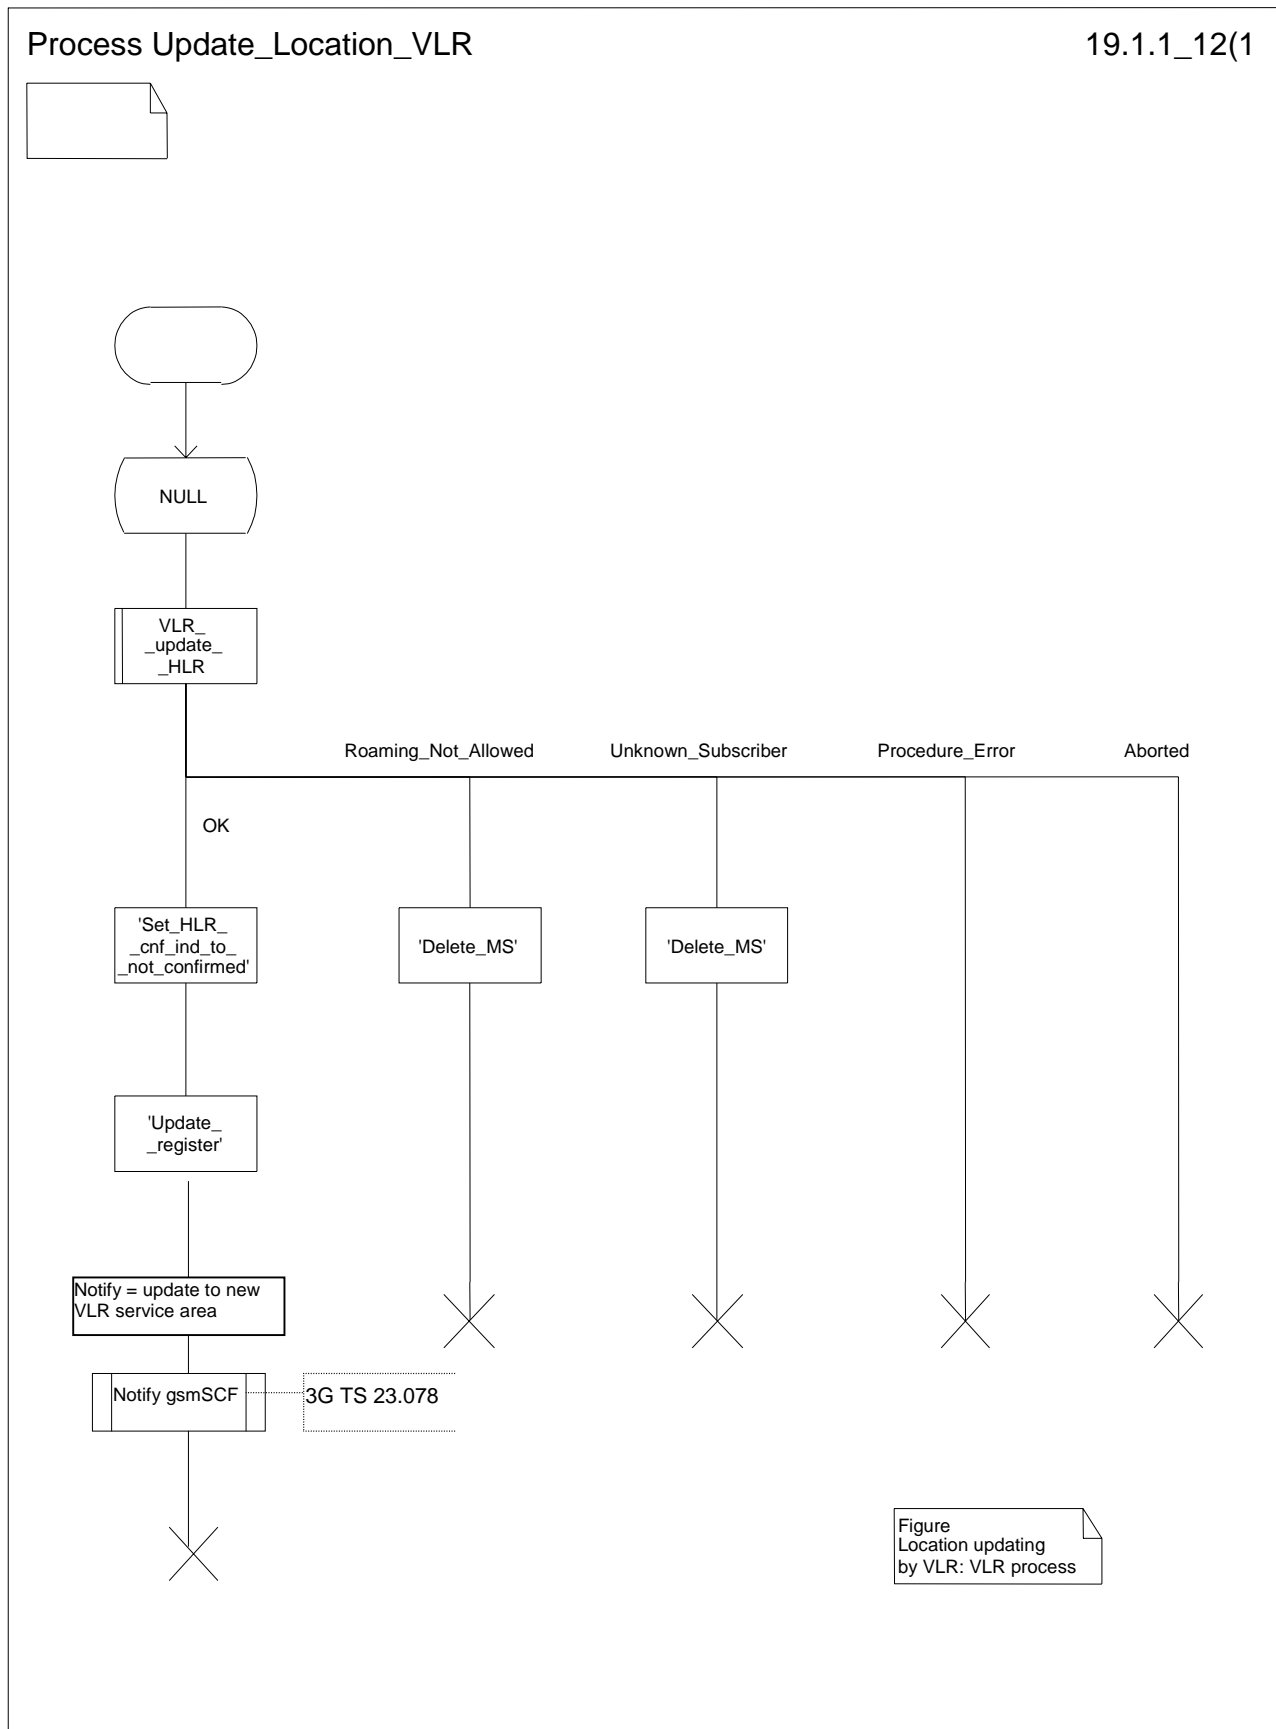 Process Update_Location_VLR
19.1.1_12(1
NULL
VLR_
_update_
_HLR
Roaming_Not_Allowed
Unknown_Subscriber
Procedure_Error
Aborted
OK
'Set_HLR_
_cnf_ind_to_
_not_confirmed'
'Delete_MS'
'Delete_MS'
'Update_
_register'
Notify = update to new
VLR service area
Notify gsmSCF
3G TS 23.078
Figure
Location updating
by VLR: VLR process